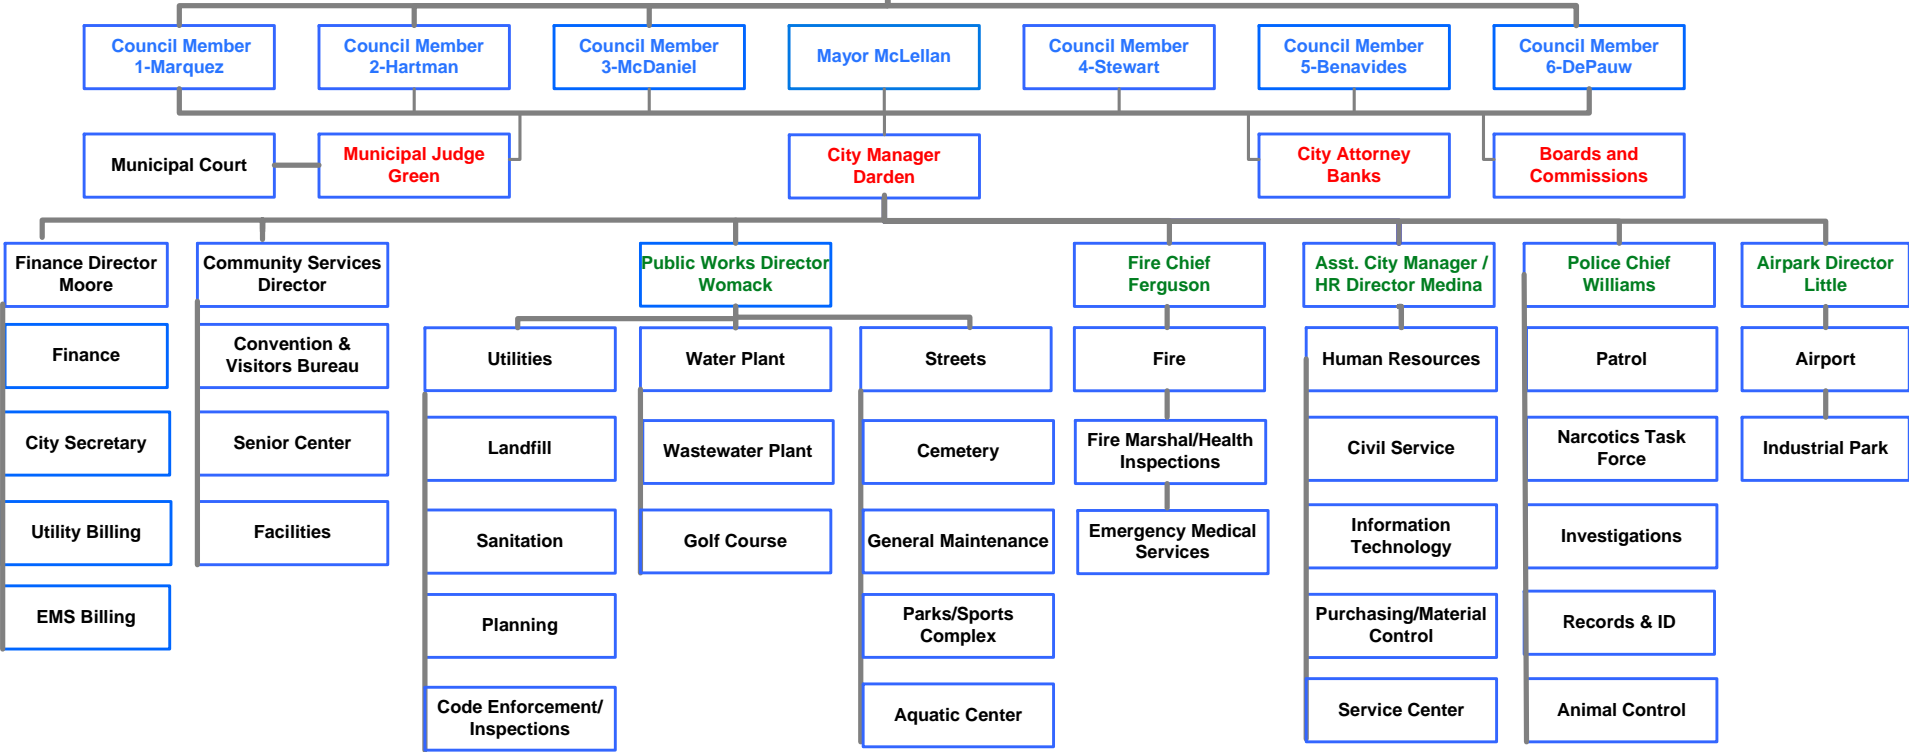 Council Member
1-Marquez
Council Member
2-Hartman
Council Member
3-McDaniel
Mayor McLellan
Council Member
4-Stewart
Council Member
5-Benavides
Council Member
6-DePauw
Municipal Court
Municipal Judge
Green
City Manager
Darden
City Attorney
Banks
Boards and
Commissions
Finance Director
Moore
Community Services
Director
Public Works Director
Womack
Fire Chief
Ferguson
Asst. City Manager /
HR Director Medina
Police Chief
Williams
Airpark Director
Little
Finance
City Secretary
Utility Billing
EMS Billing
Convention &
Visitors Bureau
Senior Center
Facilities
Utilities
Landfill
Sanitation
Planning
Code Enforcement/
Inspections
Water Plant
Wastewater Plant
Golf Course
Streets
Cemetery
General Maintenance
Parks/Sports
Complex
Aquatic Center
Fire
Fire Marshal/Health
Inspections
Emergency Medical
Services
Human Resources
Civil Service
Information
Technology
Purchasing/Material
Control
Service Center
Patrol
Narcotics Task
Force
Investigations
Records & ID
Animal Control
Airport
Industrial Park